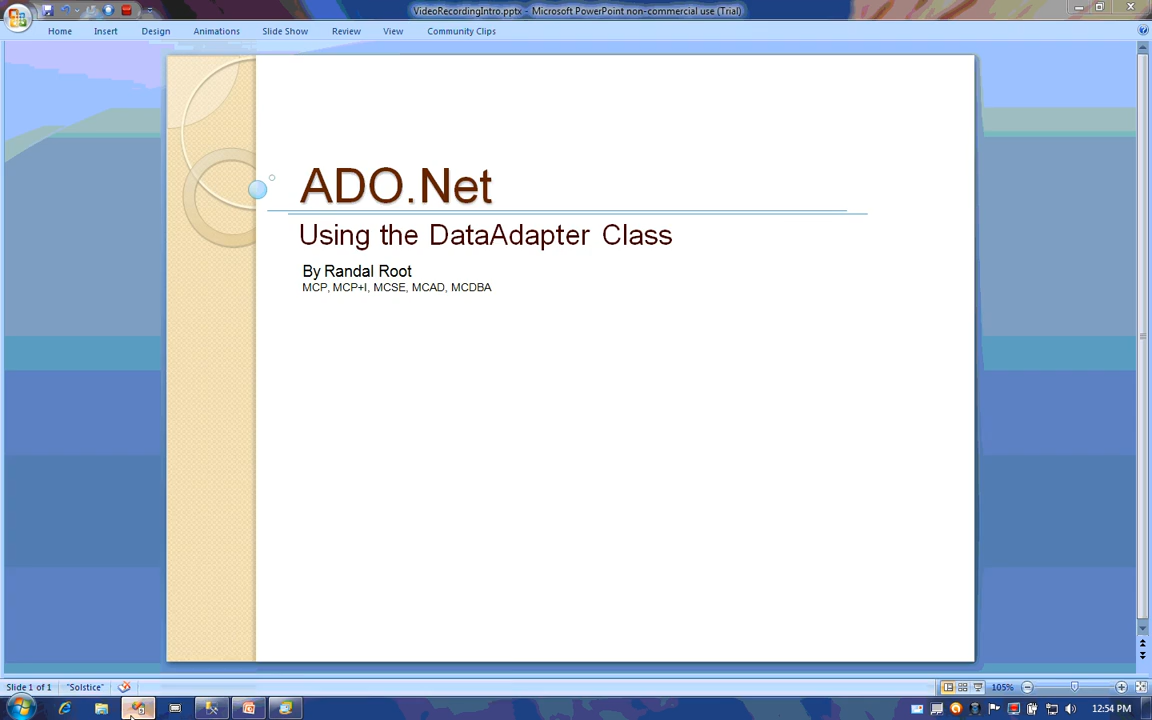 VideoRecordingIntro.pptx - Microsoft PowerPoint non-commercial use (Trial)
Home Insert Design Animations Slide Show Review View Community Clips
ADO.Net
Using the DataAdapter Class
By Randal Root
MCP, MCP+I, MCSE, MCAD, MCDBA
Slide 1 of 1 "Solstice" 105%
12:54 PM